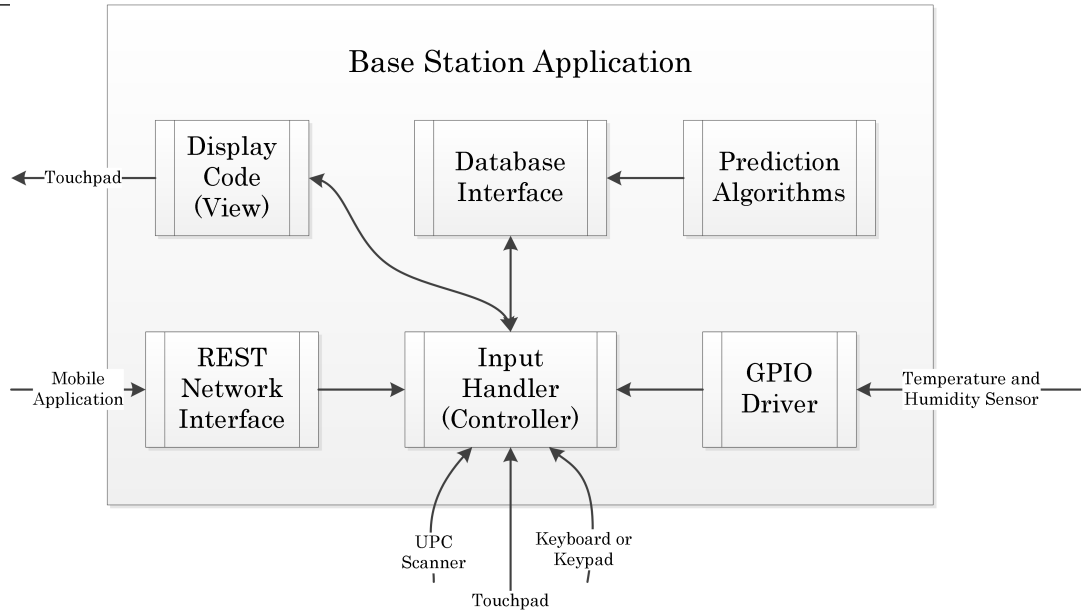 Base Station Application
Display
Code
(View)
Database
Interface
Prediction
Algorithms
Touchpad
REST
Network
Interface
Input
Handler
(Controller)
GPIO
Driver
Mobile
Application
Temperature and
Humidity Sensor
UPC
Scanner
Touchpad
Keyboard or
Keypad